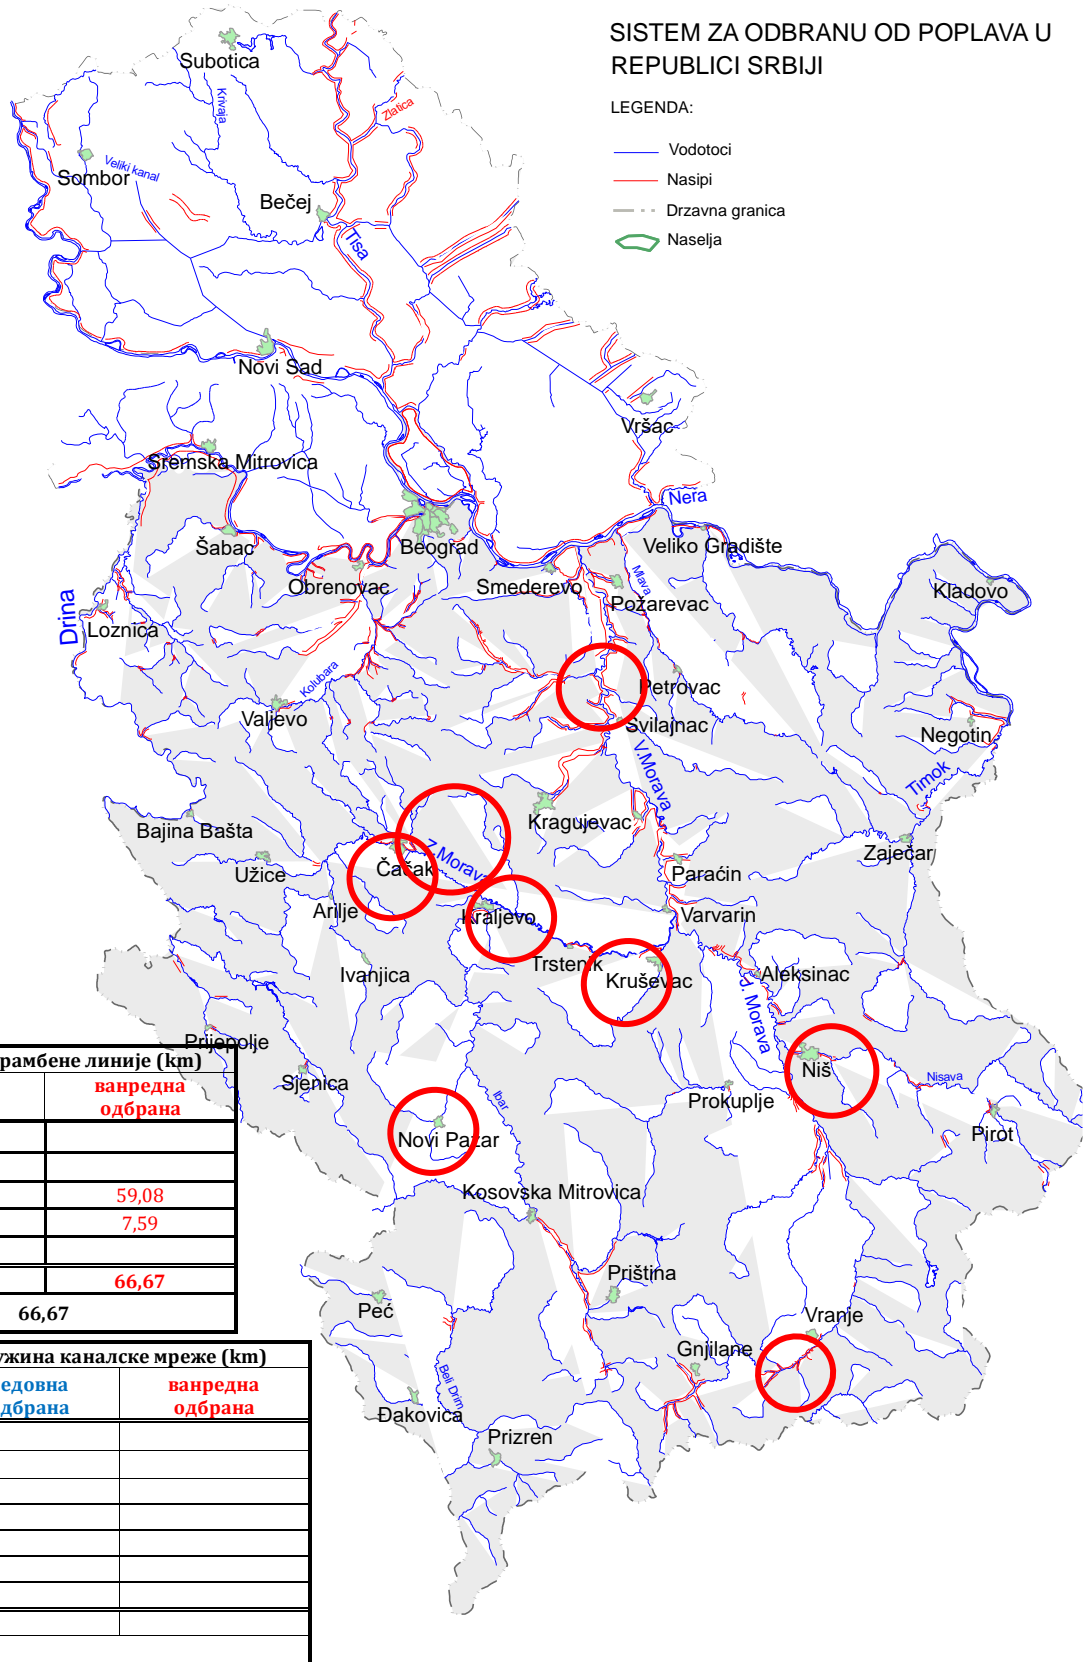 SISTEM ZA ODBRANU OD POPLAVA U
REPUBLICI SRBIJI
LEGENDA:
Vodotoci
Nasipi
Drzavna granica
Naselja
Subotica
Krivaja
Zlatica
Sombor
Veliki kanal
Bečej
Tisa
Novi Sad
Vršac
Sremska Mitrovica
Nera
Šabac
Beograd
Veliko Gradište
Obrenovac
Smederevo
Mlava
Požarevac
Kladovo
Drina
Loznica
Kolubara
Petrovac
Valjevo
Svilajnac
Negotin
V.Morava
Timok
Bajina Bašta
Kragujevac
Užice
Čačak
Z.Morava
Paraćin
Zaječar
Arilje
Kraljevo
Varvarin
Ivanjica
Trstenik
Kruševac
Aleksinac
J. Morava
Prijepolje
Sjenica
Ibar
Niš
Nisava
Prokuplje
Pirot
Novi Pazar
Kosovska Mitrovica
Priština
Peć
Vranje
Gnjilane
Beli Drim
Đakovica
Prizren
рамбене линије (km)
ванредна
одбрана
59,08
7,59
66,67
66,67
ужина каналске мреже (km)
едовна
дбрана
ванредна
одбрана